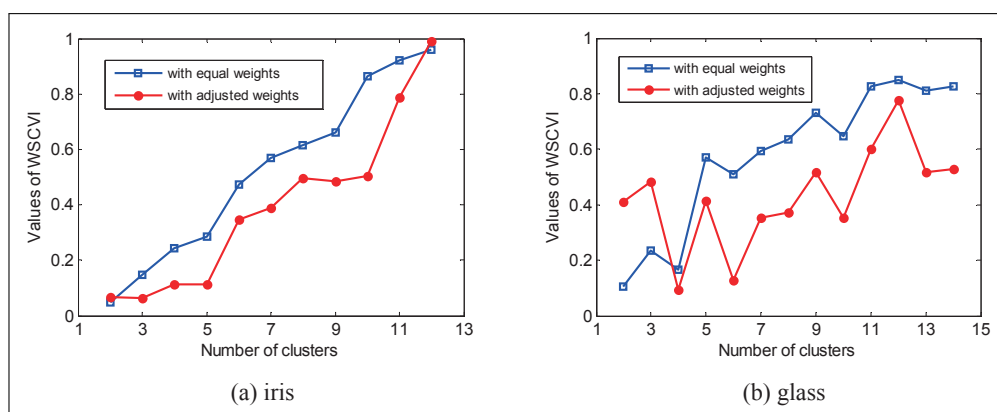 Values of WSCVI
1
0.8
0.6
0.4
0.2
0
with equal weights
with adjusted weights
1 3 5 7 9 11 13
Number of clusters
(a) iris
Values of WSCVI
1
0.8
0.6
0.4
0.2
0
with equal weights
with adjusted weights
1 3 5 7 9 11 13 15
Number of clusters
(b) glass